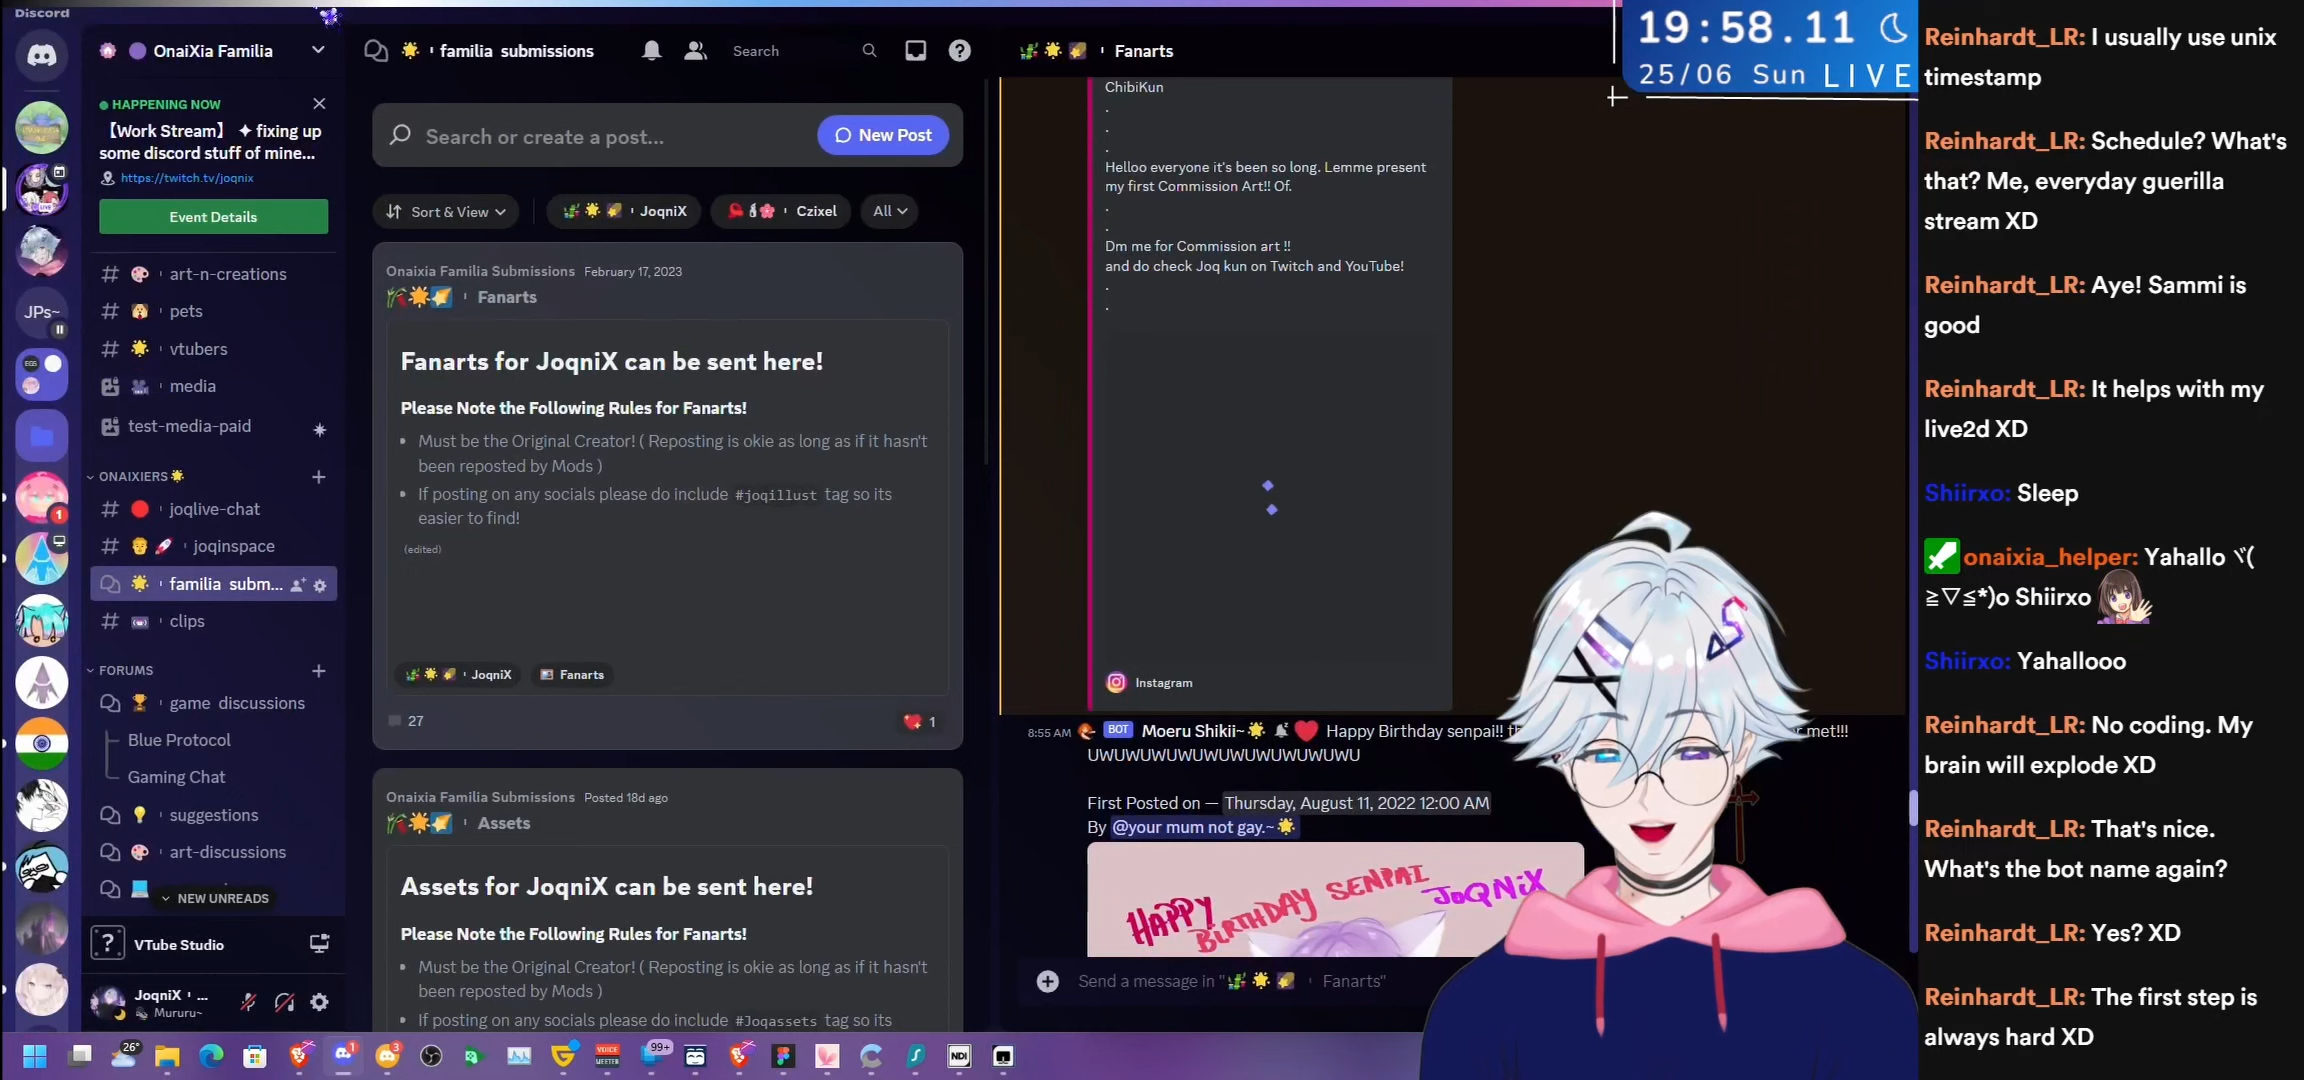 Discord
OnaiXia Familia
HAPPENING NOW
【Work Stream】 ✦ fixing up
some discord stuff of mine...
https://twitch.tv/joqnix
Event Details
# art-n-creations
# pets
# vtubers
media
test-media-paid
ONAIXIERS
# joqlive-chat
# joqinspace
familia subm...
# clips
FORUMS
game discussions
Blue Protocol
Gaming Chat
suggestions
art-discussions
NEW UNREADS
VTube Studio
JoqniX ...
Mururu~
JPs~
EGS
LIVE
1
familia submissions
Search
Search or create a post...
New Post
Sort & View
JoqniX
Czixel
All
Onaixia Familia Submissions February 17, 2023
Fanarts
Fanarts for JoqniX can be sent here!
Please Note the Following Rules for Fanarts!
• Must be the Original Creator! ( Reposting is okie as long as if it hasn't
been reposted by Mods )
• If posting on any socials please do include #joqillust tag so its
easier to find!
(edited)
JoqniX
Fanarts
27
1
Onaixia Familia Submissions Posted 18d ago
Assets
Assets for JoqniX can be sent here!
Please Note the Following Rules for Fanarts!
• Must be the Original Creator! ( Reposting is okie as long as if it hasn't
been reposted by Mods )
• If posting on any socials please do include #Joqassets tag so its
Fanarts
ChibiKun
.
.
.
Helloo everyone it's been so long. Lemme present
my first Commission Art!! Of.
.
.
Dm me for Commission art !!
and do check Joq kun on Twitch and YouTube!
.
.
Instagram
8:55 AM BOT Moeru Shikii~ Happy Birthday senpai!! met!!!
UWUWUWUWUWUWUWUWUWUWU
First Posted on — Thursday, August 11, 2022 12:00 AM
By @your mum not gay.~
HAPPY BIRTHDAY SENPAI JOQNiX
Send a message in " Fanarts"
19:58.11
25/06 Sun LIVE
Reinhardt_LR: I usually use unix
timestamp
Reinhardt_LR: Schedule? What's
that? Me, everyday guerilla
stream XD
Reinhardt_LR: Aye! Sammi is
good
Reinhardt_LR: It helps with my
live2d XD
Shiirxo: Sleep
onaixia_helper: Yahallo ヾ(
≧▽≦*)o Shiirxo
Shiirxo: Yahallooo
Reinhardt_LR: No coding. My
brain will explode XD
Reinhardt_LR: That's nice.
What's the bot name again?
Reinhardt_LR: Yes? XD
Reinhardt_LR: The first step is
always hard XD
26°
1
3
VOICE
MEETER
99+
NDI